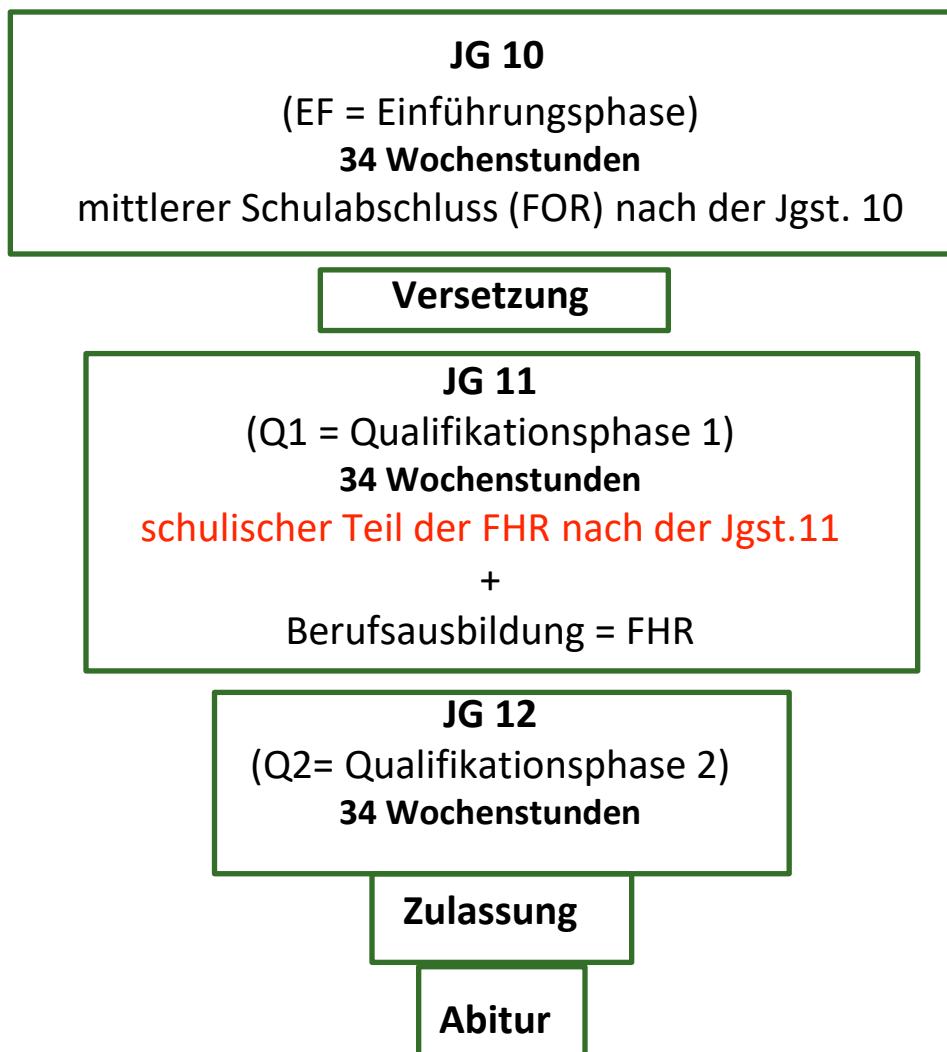 JG 10
(EF = Einführungsphase)
34 Wochenstunden
mittlerer Schulabschluss (FOR) nach der Jgst. 10
Versetzung
JG 11
(Q1 = Qualifikationsphase 1)
34 Wochenstunden
schulischer Teil der FHR nach der Jgst.11
+
Berufsausbildung = FHR
JG 12
(Q2= Qualifikationsphase 2)
34 Wochenstunden
Zulassung
Abitur